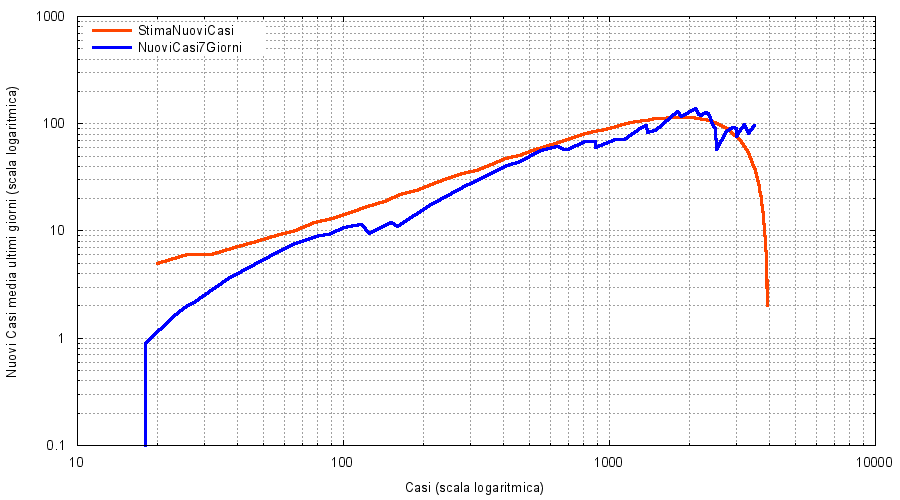 1000
100
10
1
0.1
StimaNuoviCasi
NuoviCasi7Giorni
Nuovi Casi media ultimi giorni (scala logaritmica)
10 100 1000 10000
Casi (scala logaritmica)